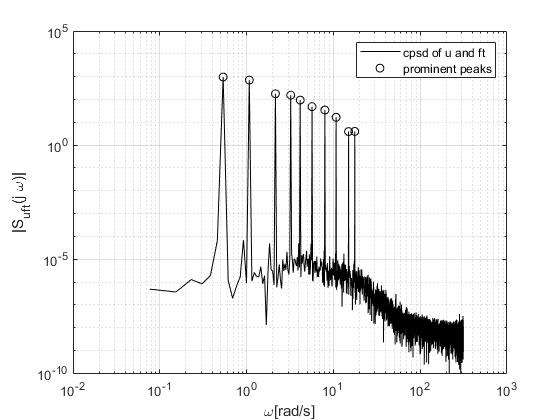 10^5
10^0
10^-5
10^-10
|S_uft(j ω)|
cpsd of u and ft
prominent peaks
10^-2
10^-1
10^0
10^1
10^2
10^3
ω[rad/s]